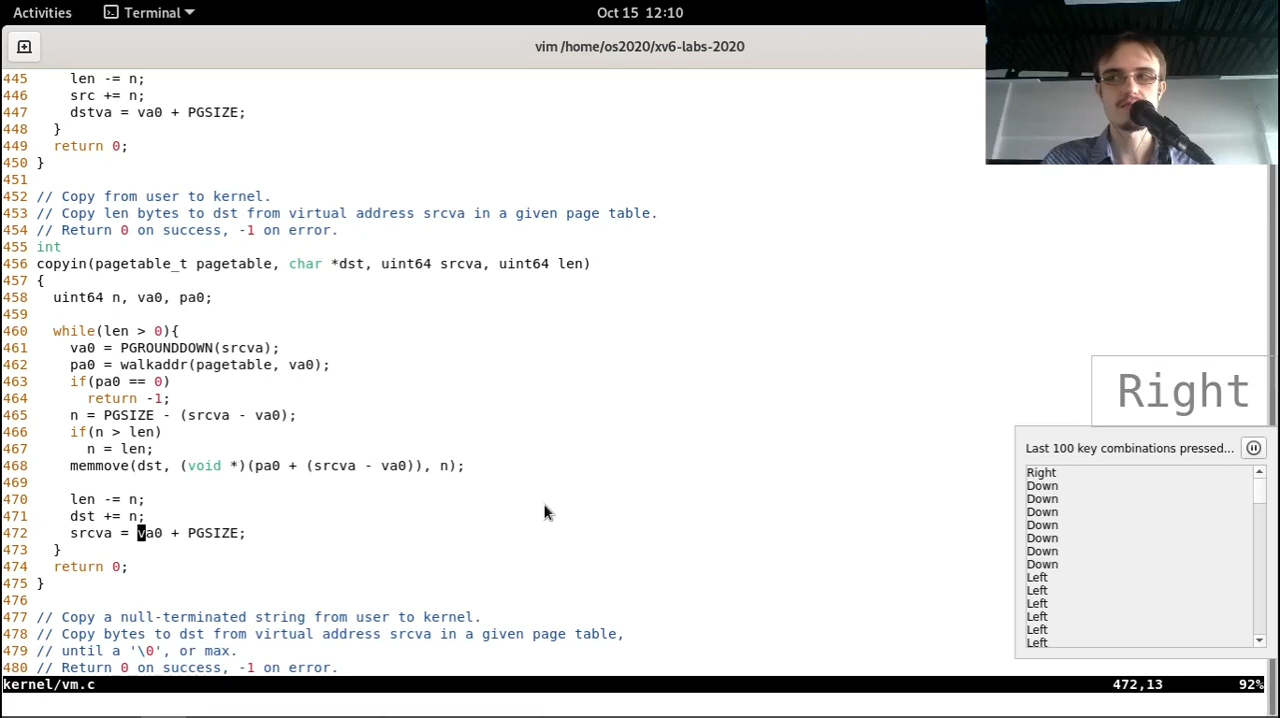 Activities
Terminal
Oct 15 12:10
vim /home/os2020/xv6-labs-2020
445     len -= n;
446     src += n;
447     dstva = va0 + PGSIZE;
448   }
449   return 0;
450 }
451
452 // Copy from user to kernel.
453 // Copy len bytes to dst from virtual address srcva in a given page table.
454 // Return 0 on success, -1 on error.
455 int
456 copyin(pagetable_t pagetable, char *dst, uint64 srcva, uint64 len)
457 {
458   uint64 n, va0, pa0;
459
460   while(len > 0){
461     va0 = PGROUNDDOWN(srcva);
462     pa0 = walkaddr(pagetable, va0);
463     if(pa0 == 0)
464       return -1;
465     n = PGSIZE - (srcva - va0);
466     if(n > len)
467       n = len;
468     memmove(dst, (void *)(pa0 + (srcva - va0)), n);
469
470     len -= n;
471     dst += n;
472     srcva = va0 + PGSIZE;
473   }
474   return 0;
475 }
476
477 // Copy a null-terminated string from user to kernel.
478 // Copy bytes to dst from virtual address srcva in a given page table,
479 // until a '\0', or max.
480 // Return 0 on success, -1 on error.
kernel/vm.c
472,13
92%
Right
Last 100 key combinations pressed...
Right
Down
Down
Down
Down
Down
Down
Down
Left
Left
Left
Left
Left
Left